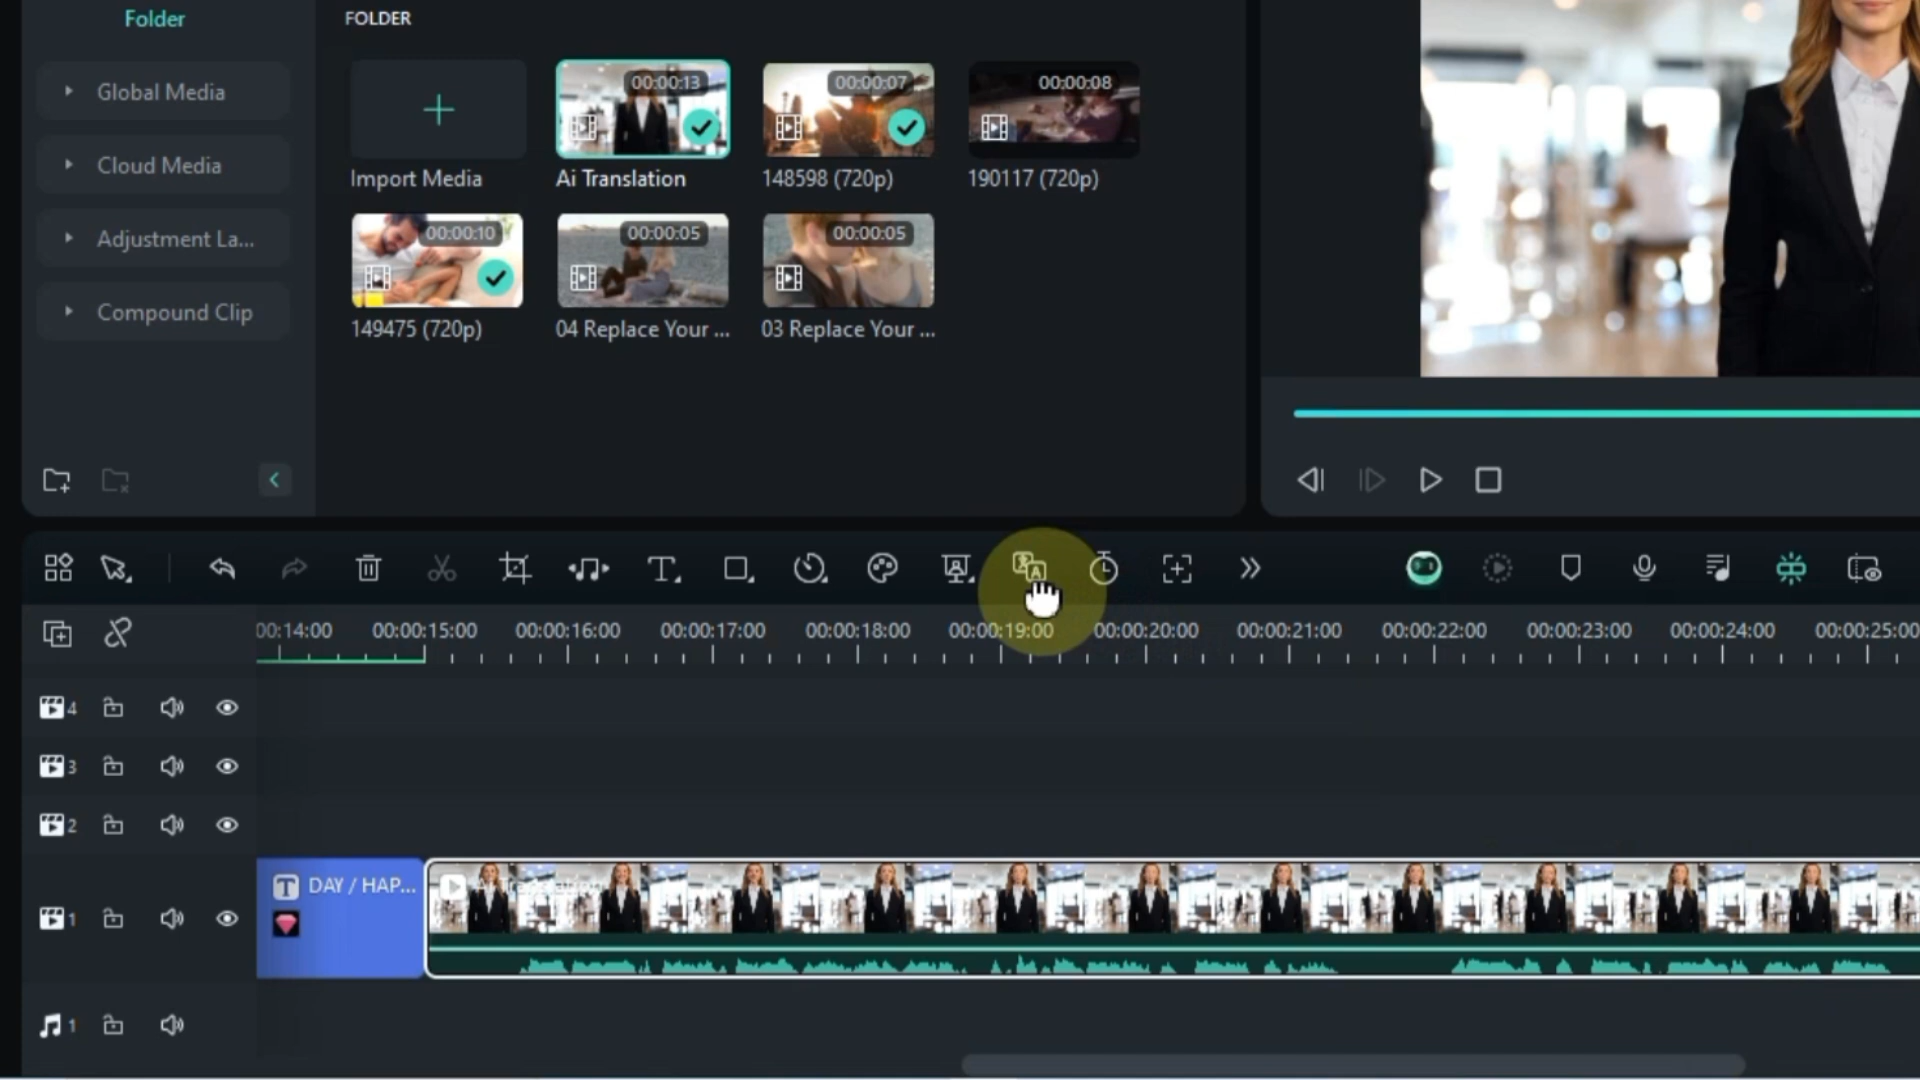 Folder
FOLDER
Global Media
Cloud Media
Adjustment La...
Compound Clip
Import Media
00:00:13
Ai Translation
00:00:07
148598 (720p)
00:00:08
190117 (720p)
00:00:10
149475 (720p)
00:00:05
04 Replace Your ...
00:00:05
03 Replace Your ...
00:14:00 00:00:15:00 00:00:16:00 00:00:17:00 00:00:18:00 00:00:19:00 00:00:20:00 00:00:21:00 00:00:22:00 00:00:23:00 00:00:24:00 00:00:25:00
4
3
2
1
DAY / HAP...
Ai Translation
1